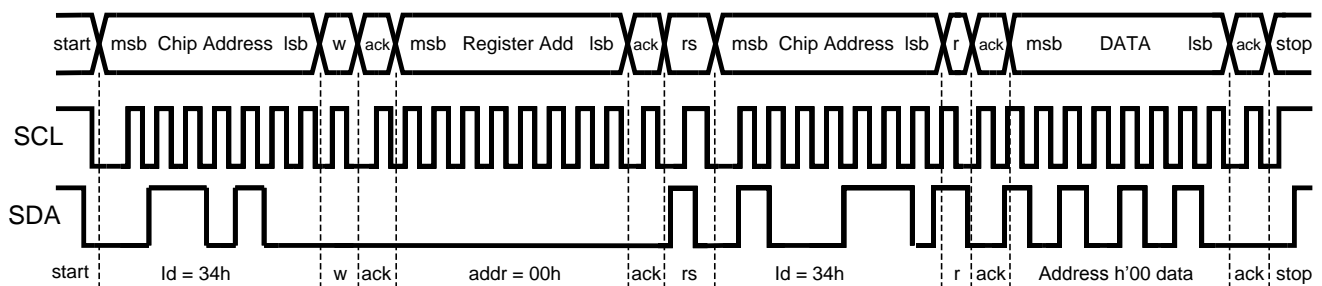 start msb Chip Address lsb w ack msb Register Add lsb ack rs msb Chip Address lsb r ack msb DATA lsb ack stop
SCL
SDA
start Id = 34h w ack addr = 00h ack rs Id = 34h r ack Address h'00 data ack stop